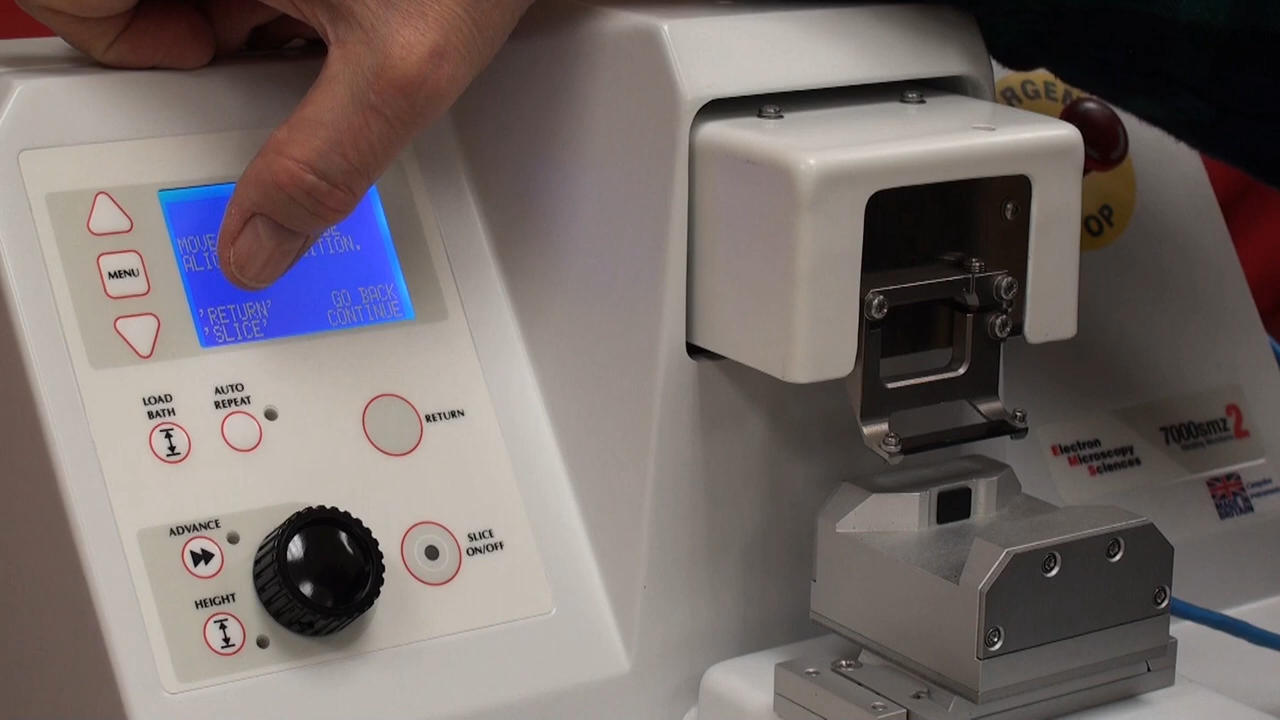 MENU
MOVE
'RETURN' GO BACK
'SLICE' CONTINUE
LOAD
BATH
AUTO
REPEAT
RETURN
ADVANCE
SLICE
ON/OFF
HEIGHT
OP
Electron
Microscopy
Sciences
7000smz2